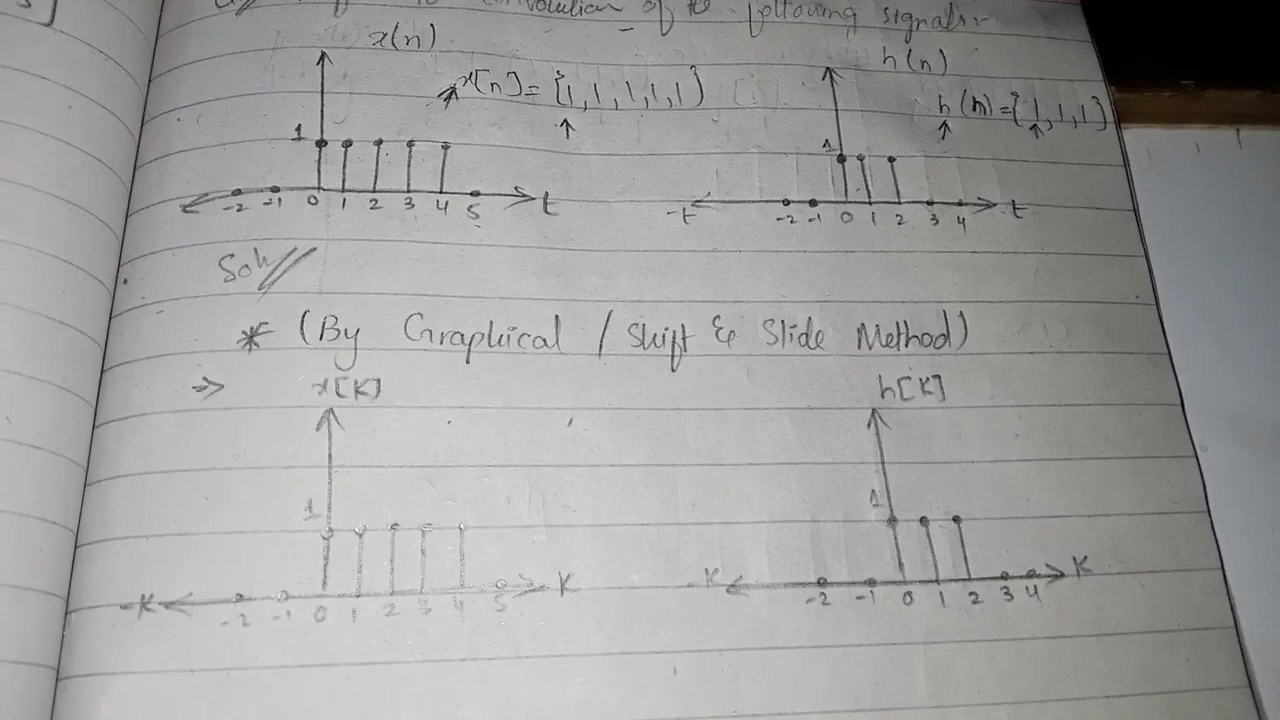 convolution of the following signals:-
x(n)
h(n)
x[n] = {1,1,1,1,1}
h(n) = {1,1,1}
1
1
-2 -1 0 1 2 3 4 5 t
-t -2 -1 0 1 2 3 4 t
Soln
* (By Graphical / Shift & Slide Method)
⇒ x[K] h[K]
1
1
-K -2 -1 0 1 2 3 4 5 K
-K -2 -1 0 1 2 3 4 K